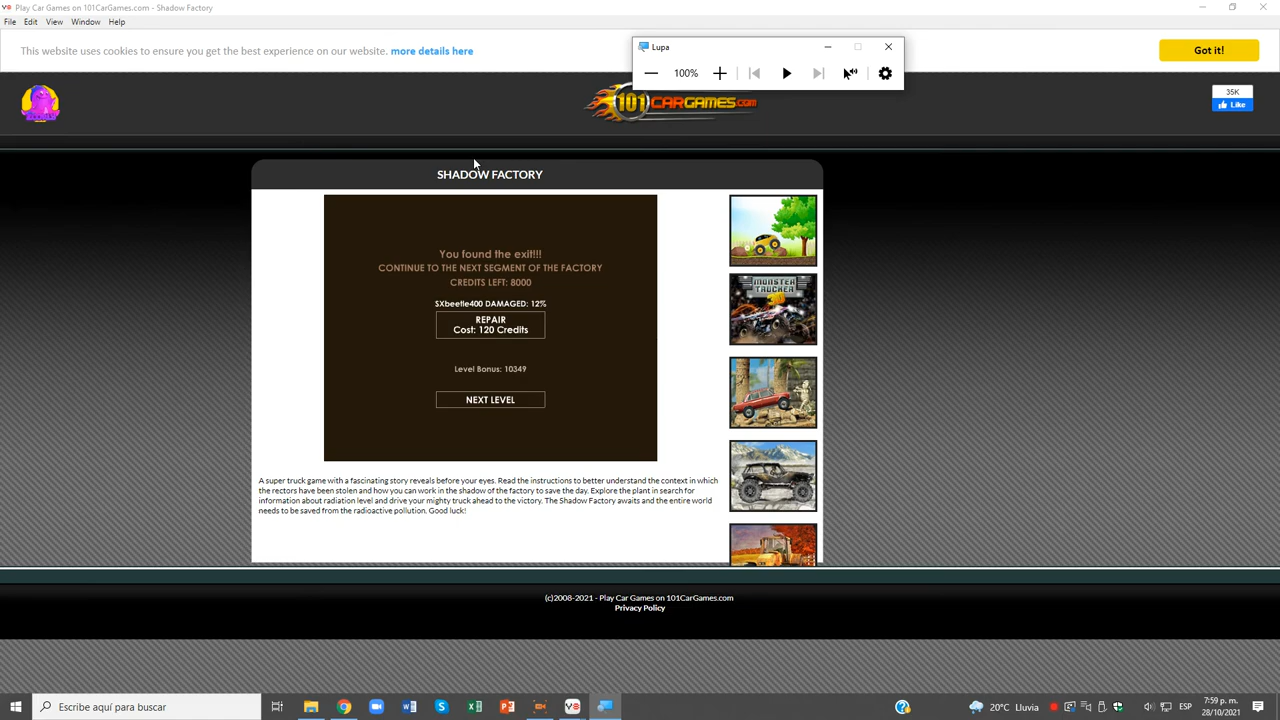 Play Car Games on 101CarGames.com - Shadow Factory
File Edit View Window Help
This website uses cookies to ensure you get the best experience on our website. more details here
Got it!
Lupa
100%
101CARGAMES.COM
35K
Like
SHADOW FACTORY
You found the exit!!!
CONTINUE TO THE NEXT SEGMENT OF THE FACTORY
CREDITS LEFT: 8000
SXbeetle400 DAMAGED: 12%
REPAIR
Cost: 120 Credits
Level Bonus: 10349
NEXT LEVEL
MONSTER
TRUCKER
3D
A super truck game with a fascinating story reveals before your eyes. Read the instructions to better understand the context in which
the rectors have been stolen and how you can work in the shadow of the factory to save the day. Explore the plant in search for
information about radiation level and drive your mighty truck ahead to the victory. The Shadow Factory awaits and the entire world
needs to be saved from the radioactive pollution. Good luck!
(c)2008-2021 - Play Car Games on 101CarGames.com
Privacy Policy
Escribe aquí para buscar
20°C Lluvia
ESP
7:59 p. m.
28/10/2021